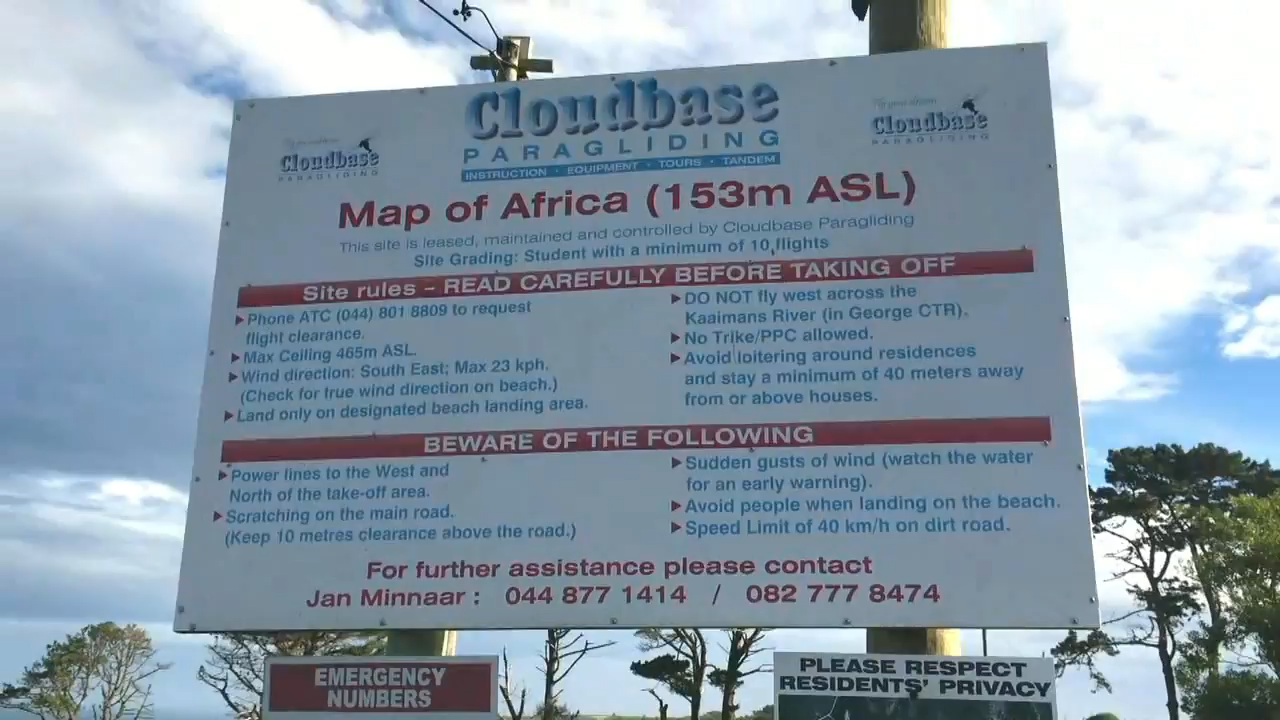 Cloudbase
PARAGLIDING
INSTRUCTION · EQUIPMENT · TOURS · TANDEM
Cloudbase
PARAGLIDING
Cloudbase
PARAGLIDING
Map of Africa (153m ASL)
This site is leased, maintained and controlled by Cloudbase Paragliding
Site Grading: Student with a minimum of 10 flights
Site rules – READ CAREFULLY BEFORE TAKING OFF
Phone ATC (044) 801 8809 to request
flight clearance.
Max Ceiling 465m ASL.
Wind direction: South East; Max 23 kph.
(Check for true wind direction on beach.)
Land only on designated beach landing area.
DO NOT fly west across the
Kaaimans River (in George CTR).
No Trike/PPC allowed.
Avoid loitering around residences
and stay a minimum of 40 meters away
from or above houses.
BEWARE OF THE FOLLOWING
Power lines to the West and
North of the take-off area.
Scratching on the main road.
(Keep 10 metres clearance above the road.)
Sudden gusts of wind (watch the water
for an early warning).
Avoid people when landing on the beach.
Speed Limit of 40 km/h on dirt road.
For further assistance please contact
Jan Minnaar : 044 877 1414 / 082 777 8474
EMERGENCY
NUMBERS
PLEASE RESPECT
RESIDENTS' PRIVACY